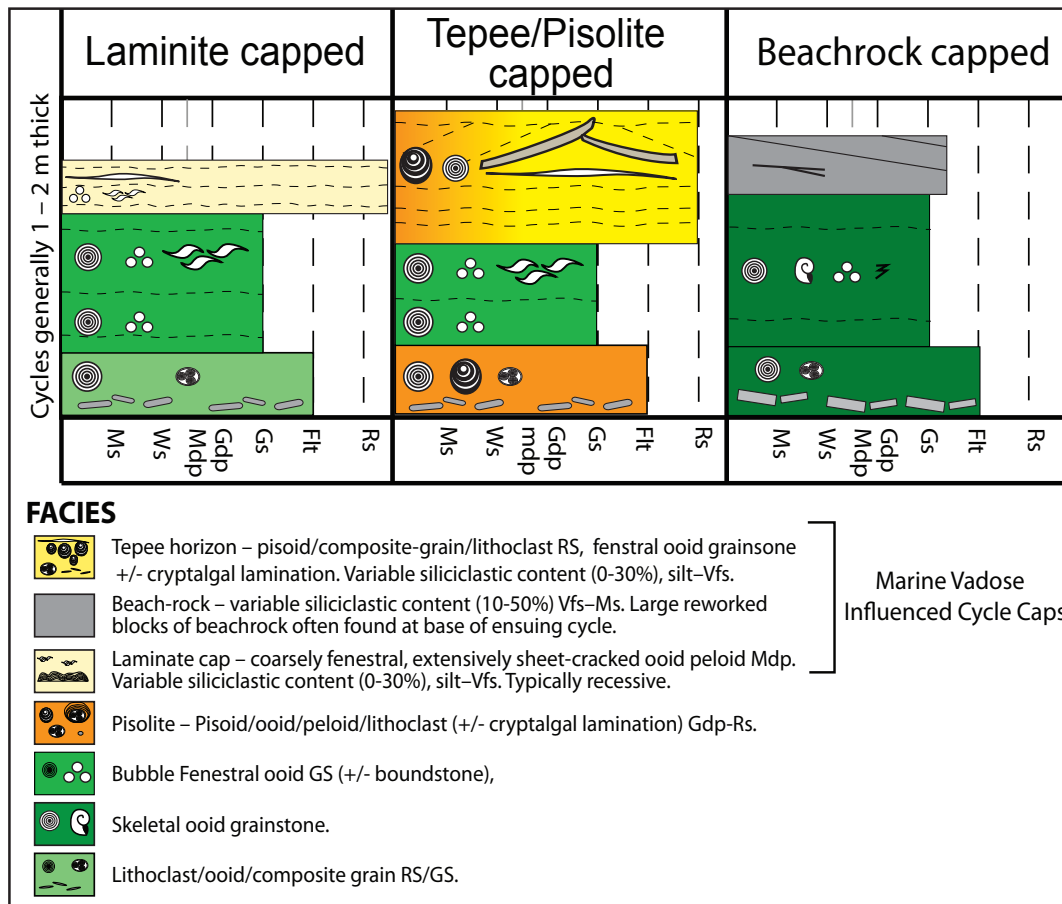 Laminite capped
Tepee/Pisolite
capped
Beachrock capped
Cycles generally 1 – 2 m thick
Ms Ws Mdp Gdp Gs Flt Rs
Ms Ws mdp Gdp Gs Flt Rs
Ms Ws Mdp Gdp Gs Flt Rs
FACIES
Tepee horizon – pisoid/composite-grain/lithoclast RS, fenstral ooid grainsone
+/- cryptalgal lamination. Variable siliciclastic content (0-30%), silt–Vfs.
Beach-rock – variable siliciclastic content (10-50%) Vfs–Ms. Large reworked
blocks of beachrock often found at base of ensuing cycle.
Laminate cap – coarsely fenestral, extensively sheet-cracked ooid peloid Mdp.
Variable siliciclastic content (0-30%), silt–Vfs. Typically recessive.
Marine Vadose
Influenced Cycle Caps
Pisolite – Pisoid/ooid/peloid/lithoclast (+/- cryptalgal lamination) Gdp-Rs.
Bubble Fenestral ooid GS (+/- boundstone),
Skeletal ooid grainstone.
Lithoclast/ooid/composite grain RS/GS.